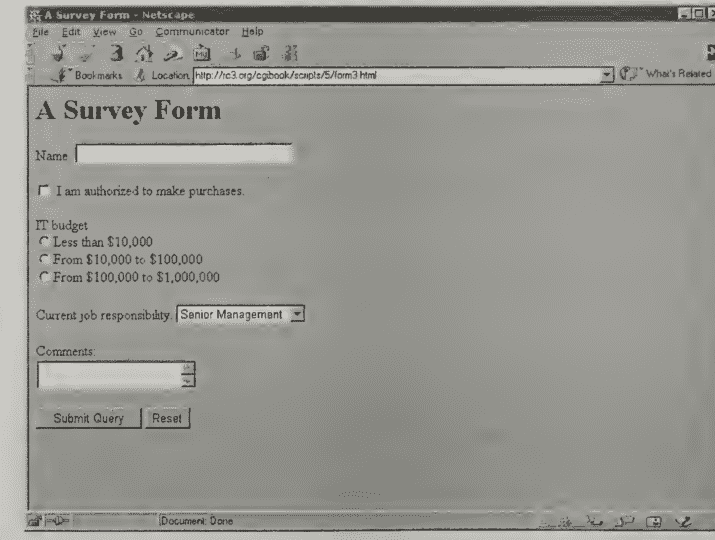 A Survey Form - Netscape
File Edit View Go Communicator Help
My
Bookmarks Location: http://rc3.org/cgibook/scripts/5/form3.html What's Related
A Survey Form
Name
I am authorized to make purchases.
IT budget
Less than $10,000
From $10,000 to $100,000
From $100,000 to $1,000,000
Current job responsibility: Senior Management
Comments:
Submit Query Reset
Document: Done